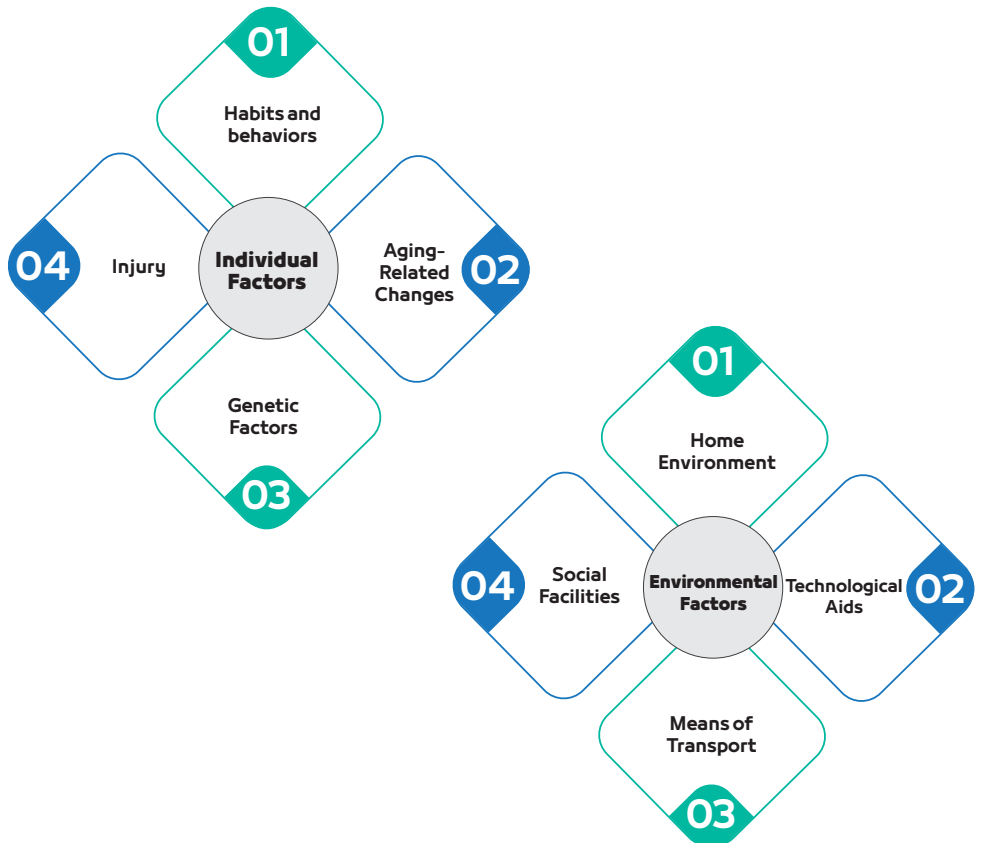 01
Habits and
behaviors
04
Injury
Individual
Factors
Aging-
Related
Changes
02
Genetic
Factors
03
01
Home
Environment
04
Social
Facilities
Environmental
Factors
Technological
Aids
02
Means of
Transport
03